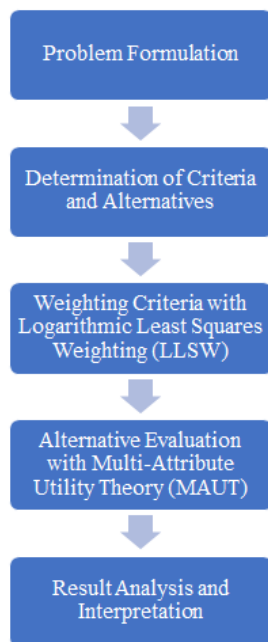 Problem Formulation
Determination of Criteria
and Alternatives
Weighting Criteria with
Logarithmic Least Squares
Weighting (LLSW)
Alternative Evaluation
with Multi-Attribute
Utility Theory (MAUT)
Result Analysis and
Interpretation